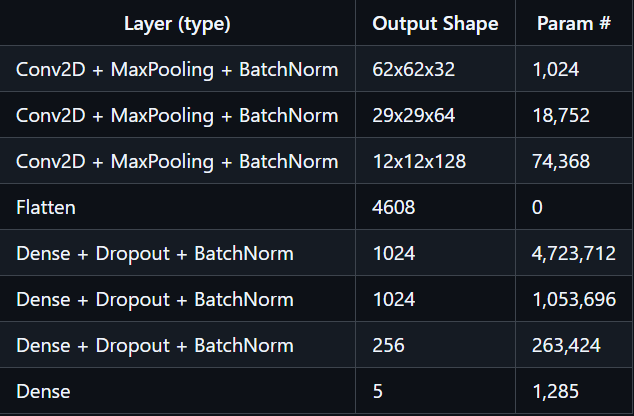 Layer (type) Output Shape Param #
Conv2D + MaxPooling + BatchNorm 62x62x32 1,024
Conv2D + MaxPooling + BatchNorm 29x29x64 18,752
Conv2D + MaxPooling + BatchNorm 12x12x128 74,368
Flatten 4608 0
Dense + Dropout + BatchNorm 1024 4,723,712
Dense + Dropout + BatchNorm 1024 1,053,696
Dense + Dropout + BatchNorm 256 263,424
Dense 5 1,285